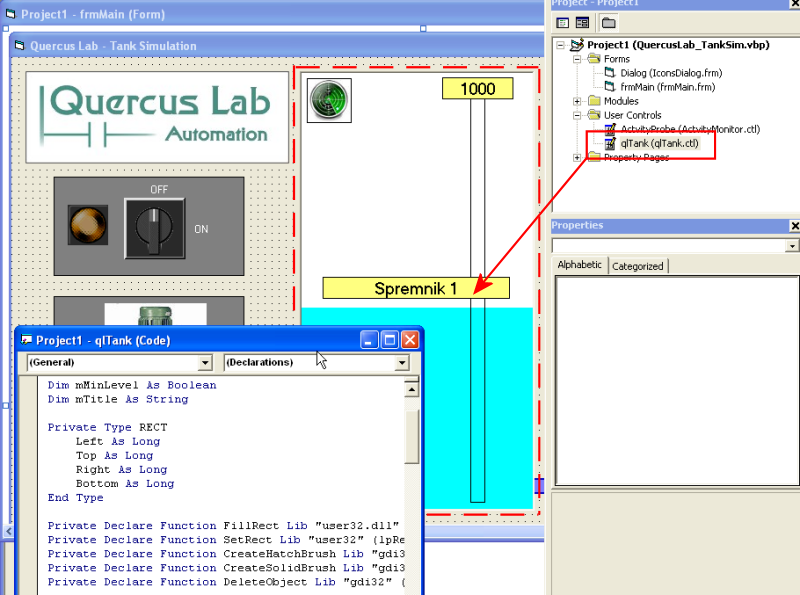 Project1 - frmMain (Form)
Quercus Lab - Tank Simulation
Quercus Lab
Automation
OFF
ON
1000
Spremnik 1
Project - Project1
Project1 (QuercusLab_TankSim.vbp)
Forms
Dialog (IconsDialog.frm)
frmMain (frmMain.frm)
Modules
User Controls
ActvityProbe (ActvityMonitor.ctl)
qlTank (qlTank.ctl)
Property Pages
Properties
Alphabetic
Categorized
Project1 - qlTank (Code)
(General)
(Declarations)
Dim mMinLevel As Boolean
Dim mTitle As String
Private Type RECT
Left As Long
Top As Long
Right As Long
Bottom As Long
End Type
Private Declare Function FillRect Lib "user32.dll"
Private Declare Function SetRect Lib "user32" (lpRe
Private Declare Function CreateHatchBrush Lib "gdi3
Private Declare Function CreateSolidBrush Lib "gdi3
Private Declare Function DeleteObject Lib "gdi32" (